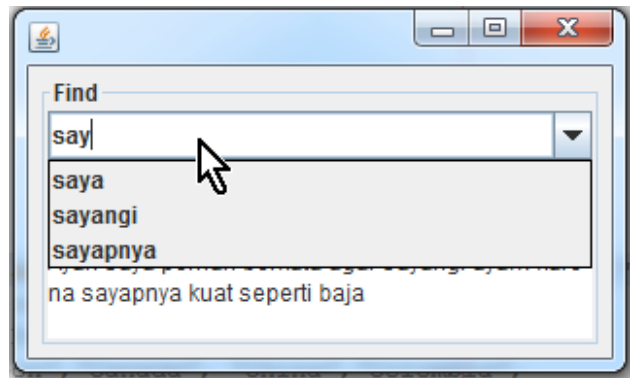 Find
say
saya
sayangi
sayapnya
na sayapnya kuat seperti baja